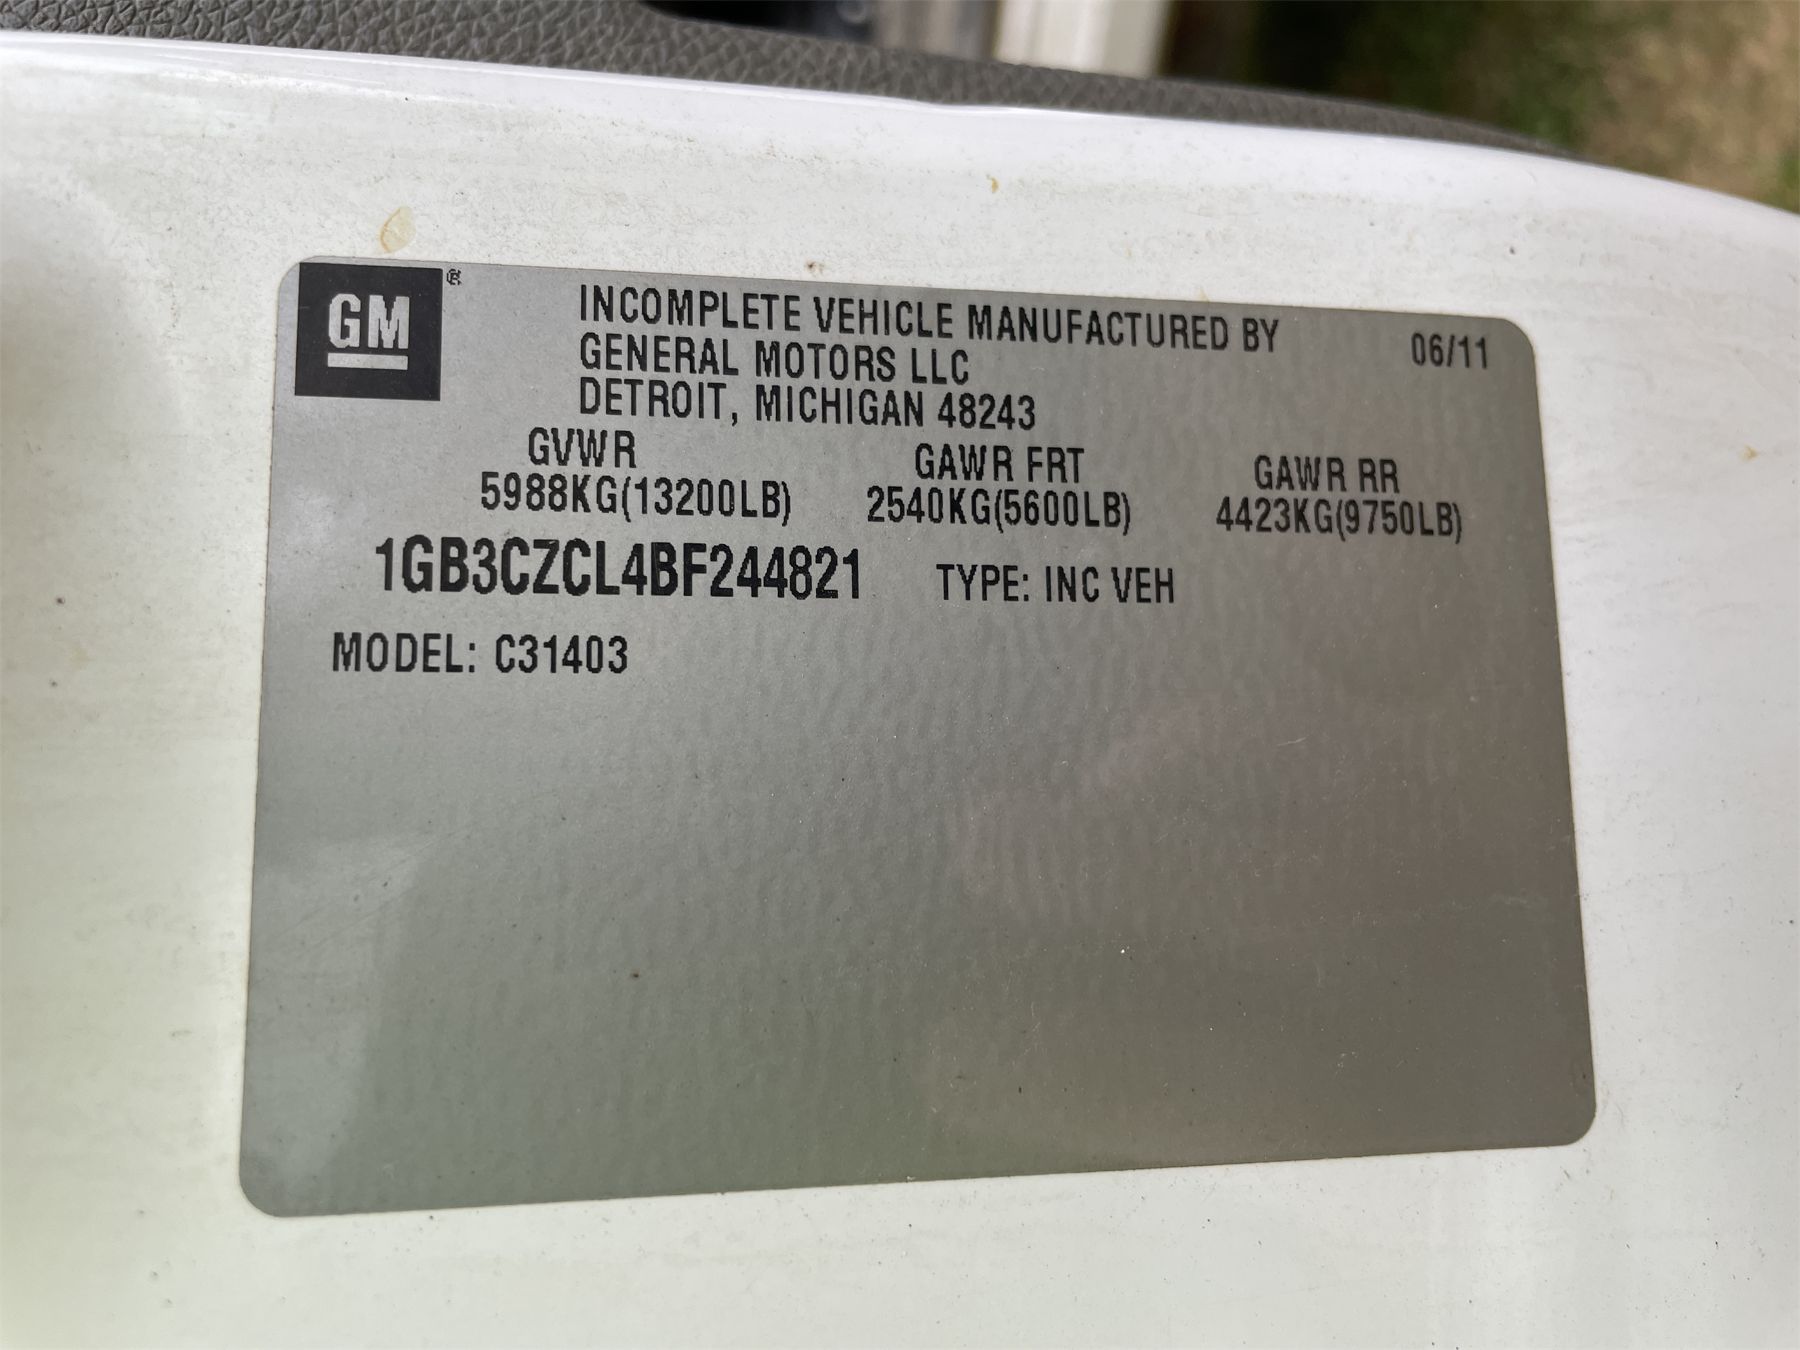 GM ®
INCOMPLETE VEHICLE MANUFACTURED BY 06/11
GENERAL MOTORS LLC
DETROIT, MICHIGAN 48243
GVWR GAWR FRT GAWR RR
5988KG(13200LB) 2540KG(5600LB) 4423KG(9750LB)
1GB3CZCL4BF244821 TYPE: INC VEH
MODEL: C31403